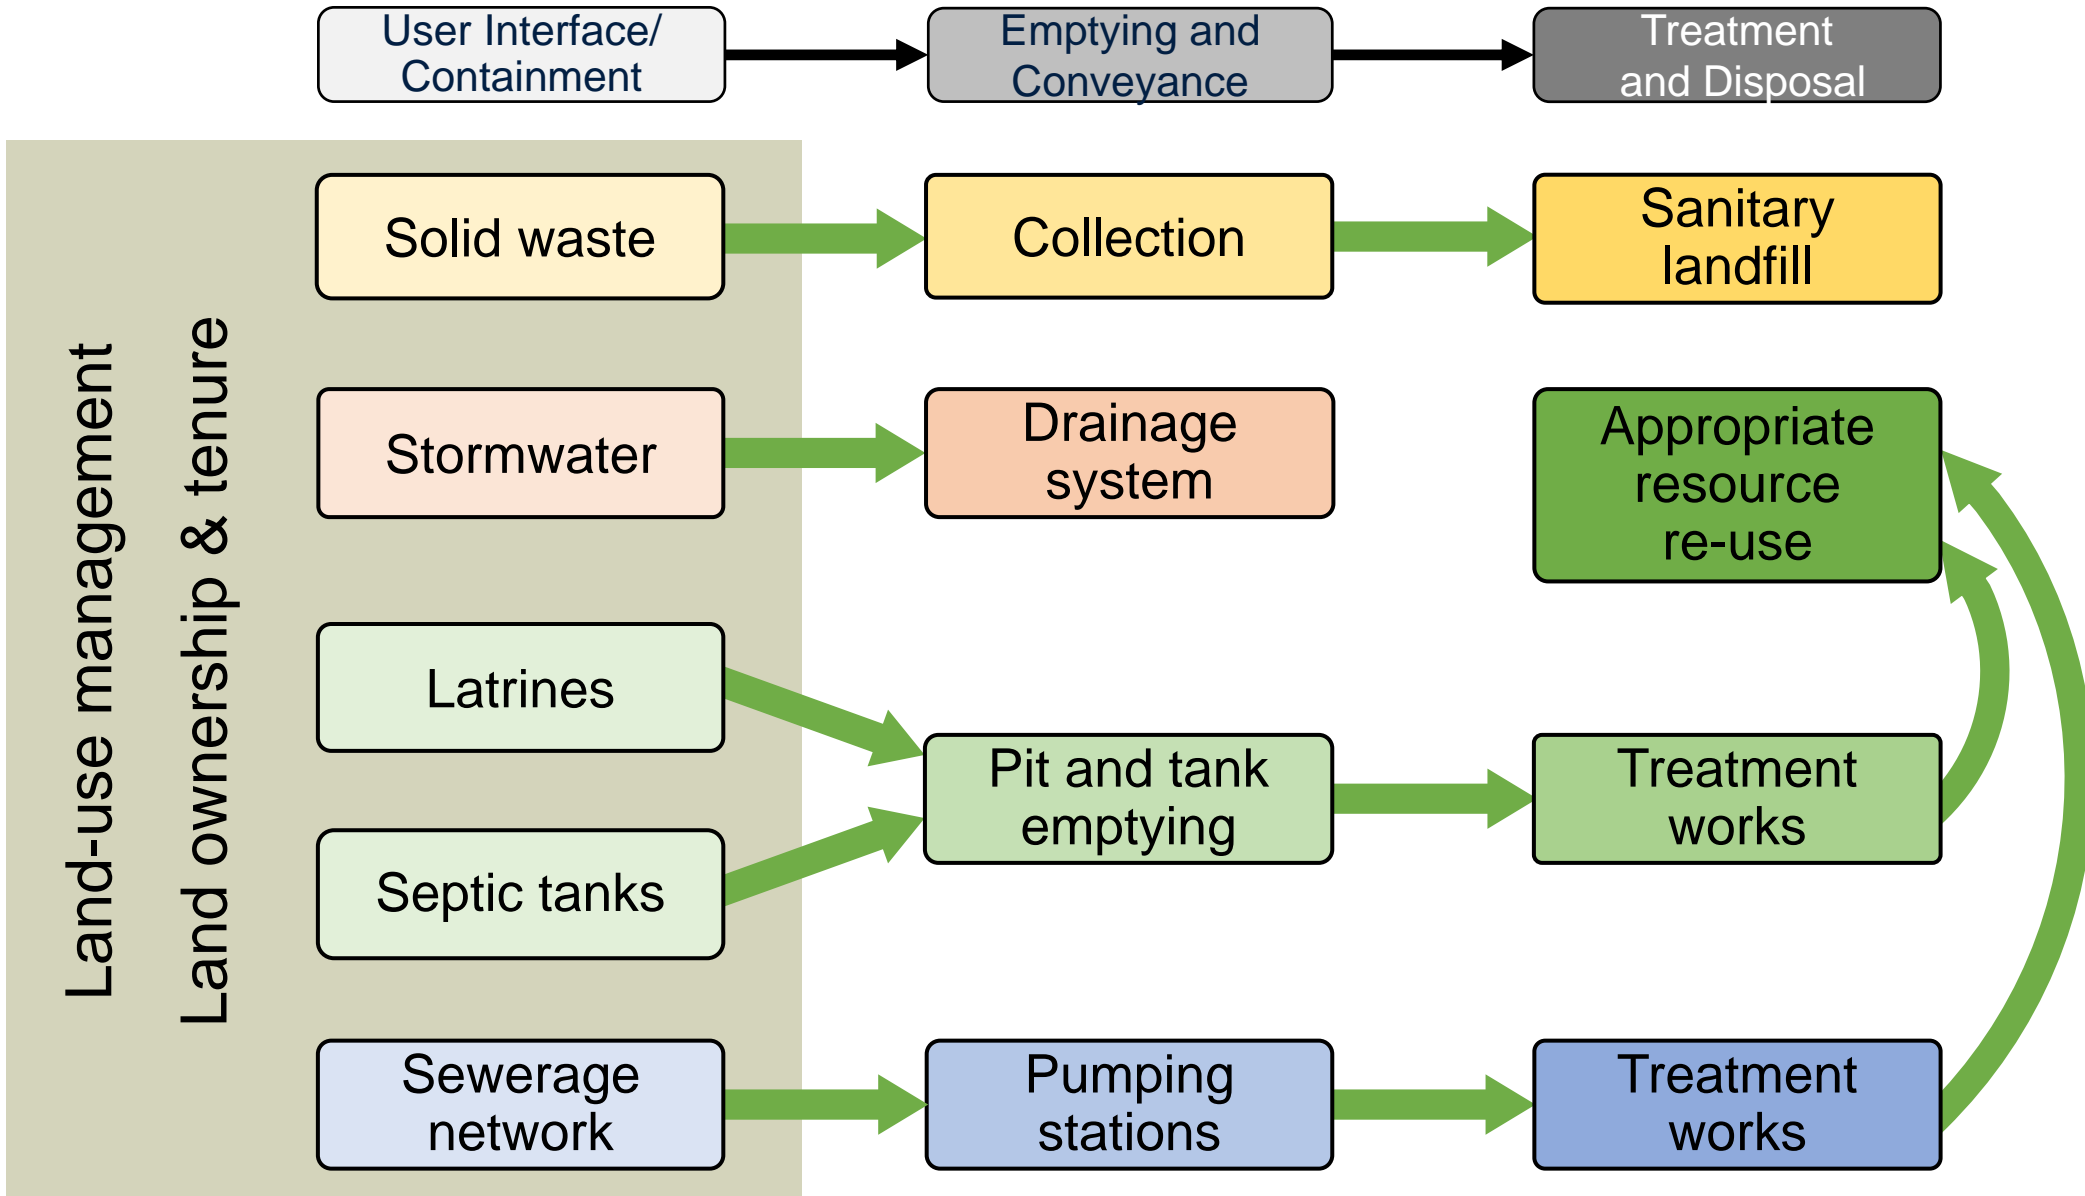 User Interface/
Containment
Emptying and
Conveyance
Treatment
and Disposal
Land-use management
Land ownership & tenure
Solid waste
Collection
Sanitary
landfill
Stormwater
Drainage
system
Appropriate
resource
re-use
Latrines
Septic tanks
Pit and tank
emptying
Treatment
works
Sewerage
network
Pumping
stations
Treatment
works